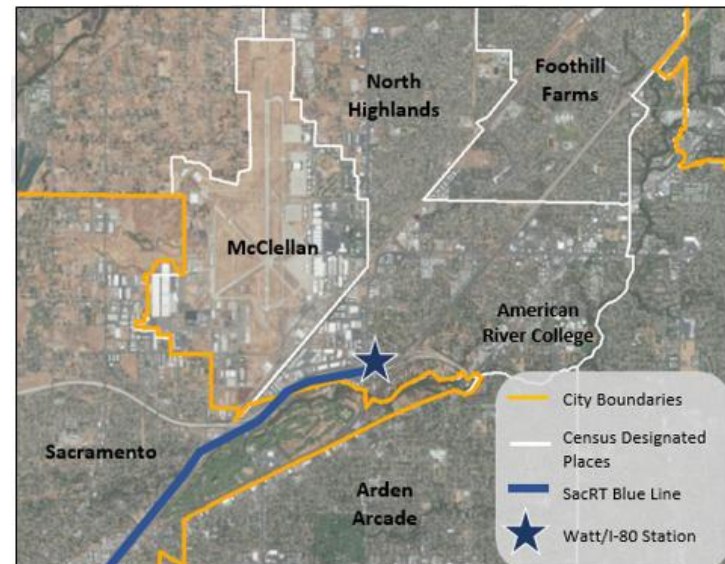 North
Highlands
Foothill
Farms
McClellan
American
River College
Sacramento
Arden
Arcade
City Boundaries
Census Designated
Places
SacRT Blue Line
Watt/I-80 Station